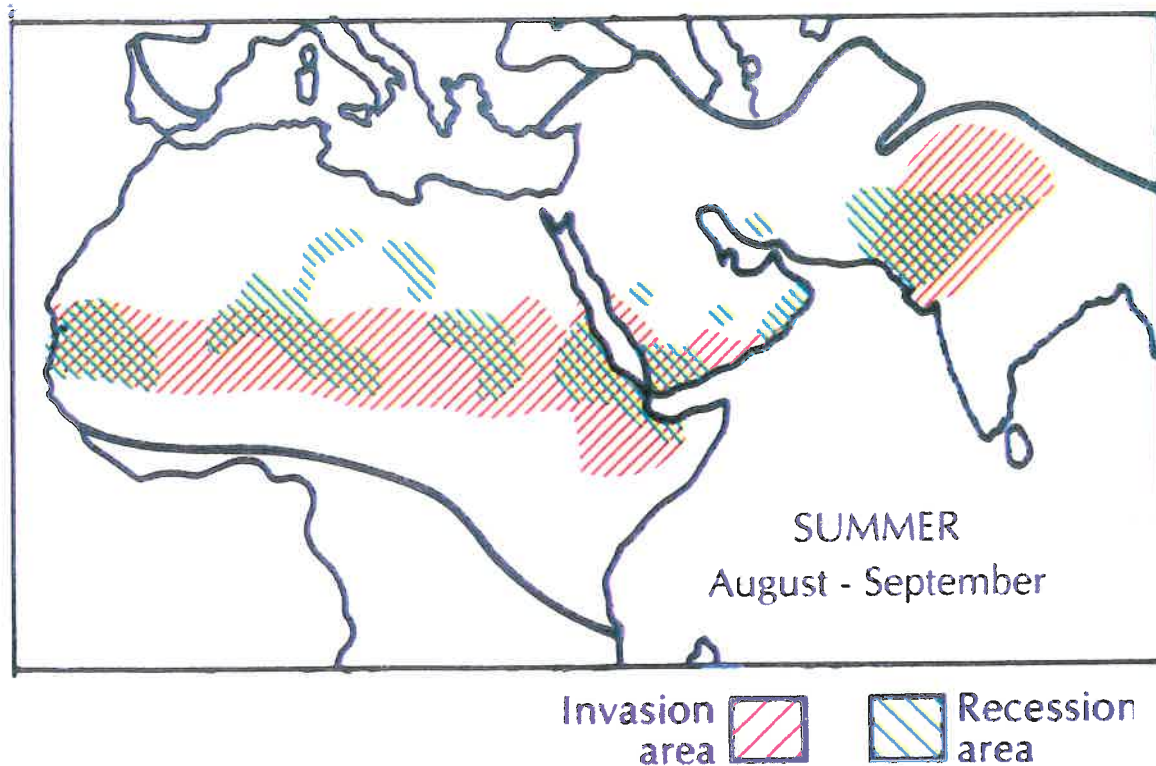 SUMMER
August - September
Invasion
area
Recession
area